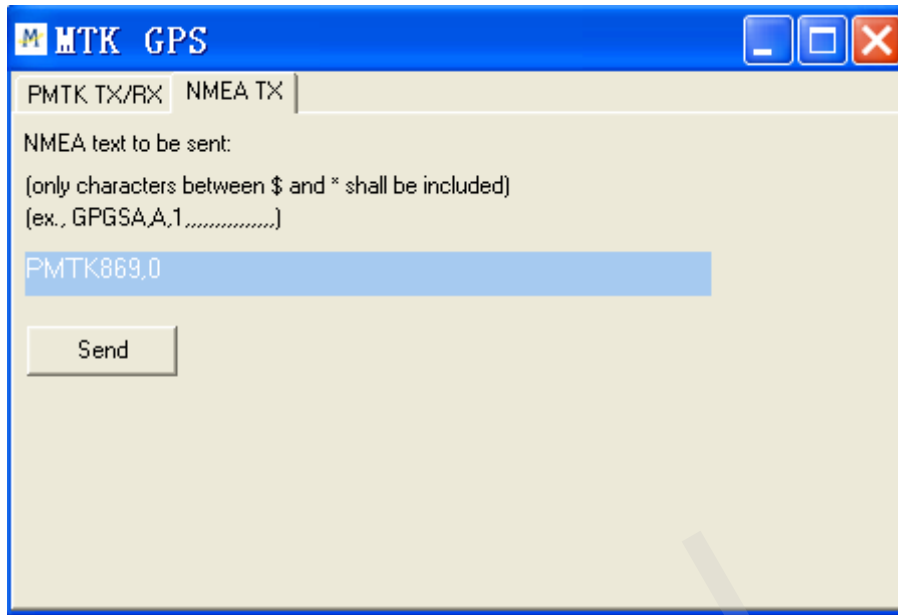 MTK GPS
PMTK TX/RX NMEA TX
NMEA text to be sent:
(only characters between $ and * shall be included)
(ex., GPGSA,A,1,,,,,,,,,,,,,,,)
PMTK869,0
Send